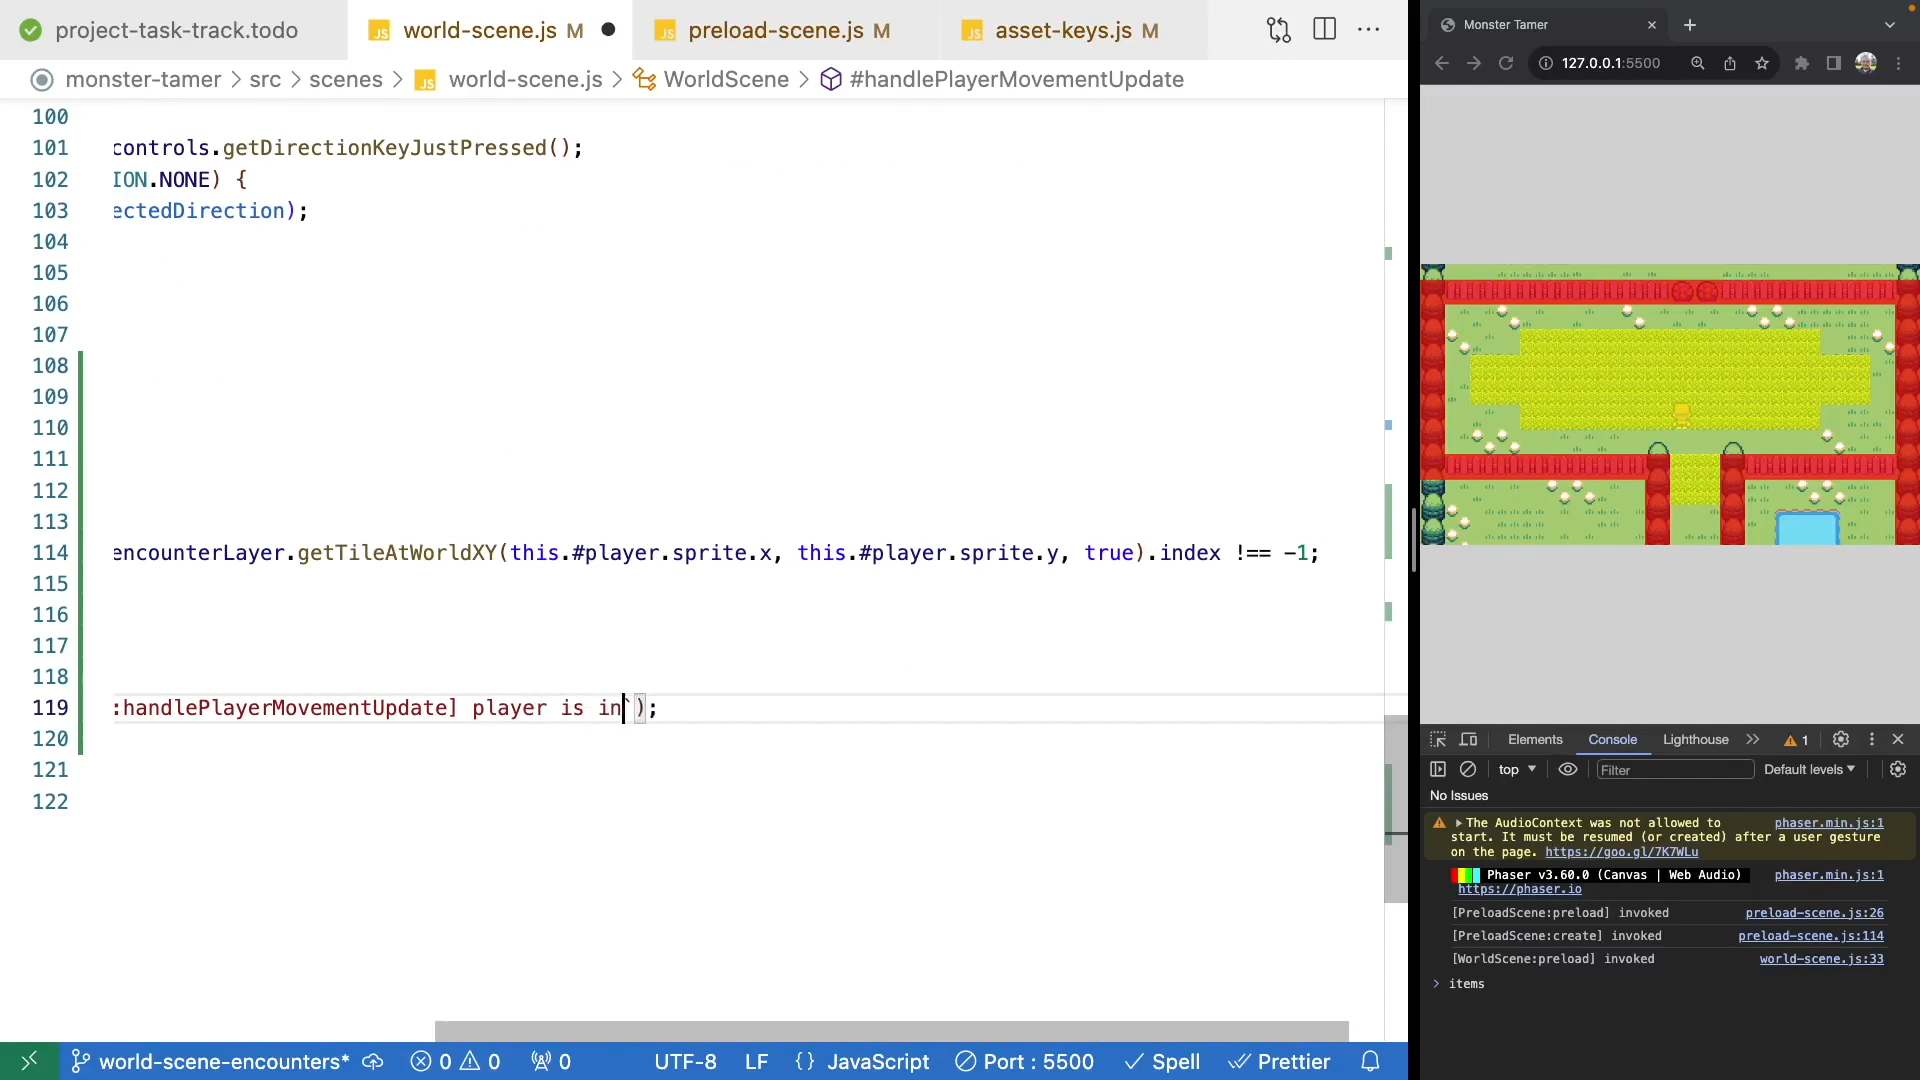 project-task-track.todo
JS world-scene.js M
JS preload-scene.js M
JS asset-keys.js M
monster-tamer > src > scenes > JS world-scene.js > WorldScene > #handlePlayerMovementUpdate
100
101 controls.getDirectionKeyJustPressed();
102 ION.NONE) {
103 ectedDirection);
104
105
106
107
108
109
110
111
112
113
114 encounterLayer.getTileAtWorldXY(this.#player.sprite.x, this.#player.sprite.y, true).index !== -1;
115
116
117
118
119 :handlePlayerMovementUpdate] player is in`);
120
121
122
world-scene-encounters* 0 0 0 UTF-8 LF {} JavaScript Port : 5500 Spell Prettier
Monster Tamer
127.0.0.1:5500
Elements Console Lighthouse 1
top Filter Default levels
No Issues
The AudioContext was not allowed to phaser.min.js:1
start. It must be resumed (or created) after a user gesture
on the page. https://goo.gl/7K7WLu
Phaser v3.60.0 (Canvas | Web Audio) phaser.min.js:1
https://phaser.io
[PreloadScene:preload] invoked preload-scene.js:26
[PreloadScene:create] invoked preload-scene.js:114
[WorldScene:preload] invoked world-scene.js:33
> items